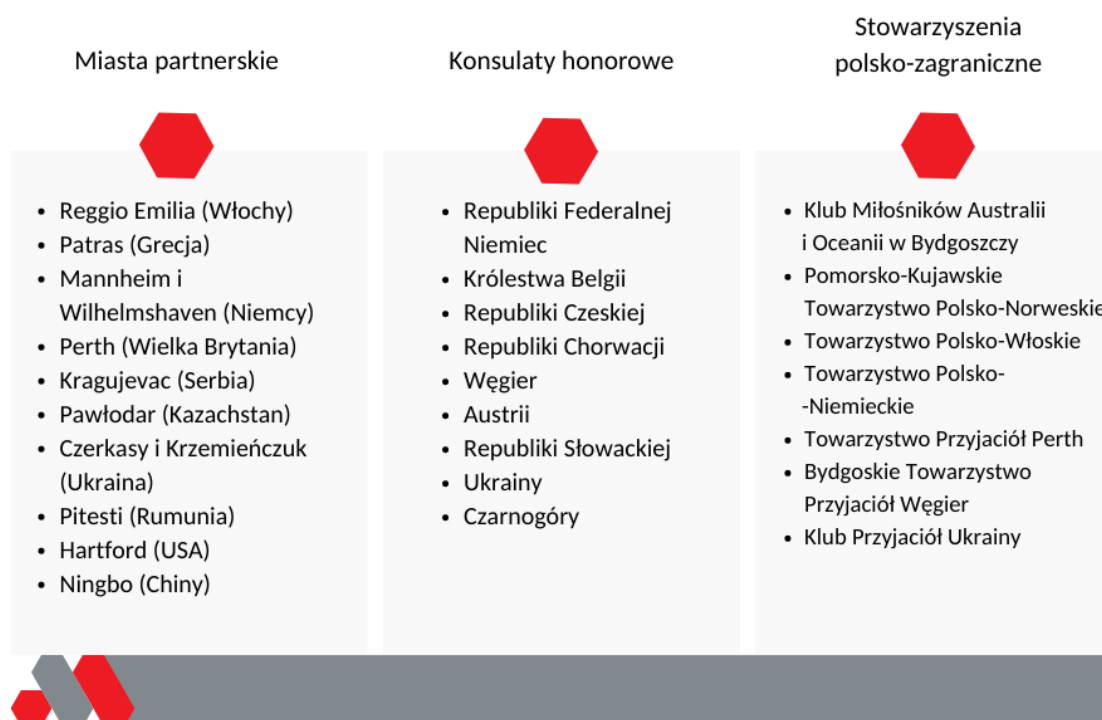 Miasta partnerskie
• Reggio Emilia (Włochy)
• Patras (Grecja)
• Mannheim i
Wilhelmshaven (Niemcy)
• Perth (Wielka Brytania)
• Kragujevac (Serbia)
• Pawłodar (Kazachstan)
• Czerkasy i Krzemieńczuk
(Ukraina)
• Pitesti (Rumunia)
• Hartford (USA)
• Ningbo (Chiny)
Konsulaty honorowe
• Republiki Federalnej
Niemiec
• Królestwa Belgii
• Republiki Czeskiej
• Republiki Chorwacji
• Węgier
• Austrii
• Republiki Słowackiej
• Ukrainy
• Czarnogóry
Stowarzyszenia
polsko-zagraniczne
• Klub Miłośników Australii
i Oceanii w Bydgoszczy
• Pomorsko-Kujawskie
Towarzystwo Polsko-Norweskie
• Towarzystwo Polsko-Włoskie
• Towarzystwo Polsko-
-Niemieckie
• Towarzystwo Przyjaciół Perth
• Bydgoskie Towarzystwo
Przyjaciół Węgier
• Klub Przyjaciół Ukrainy